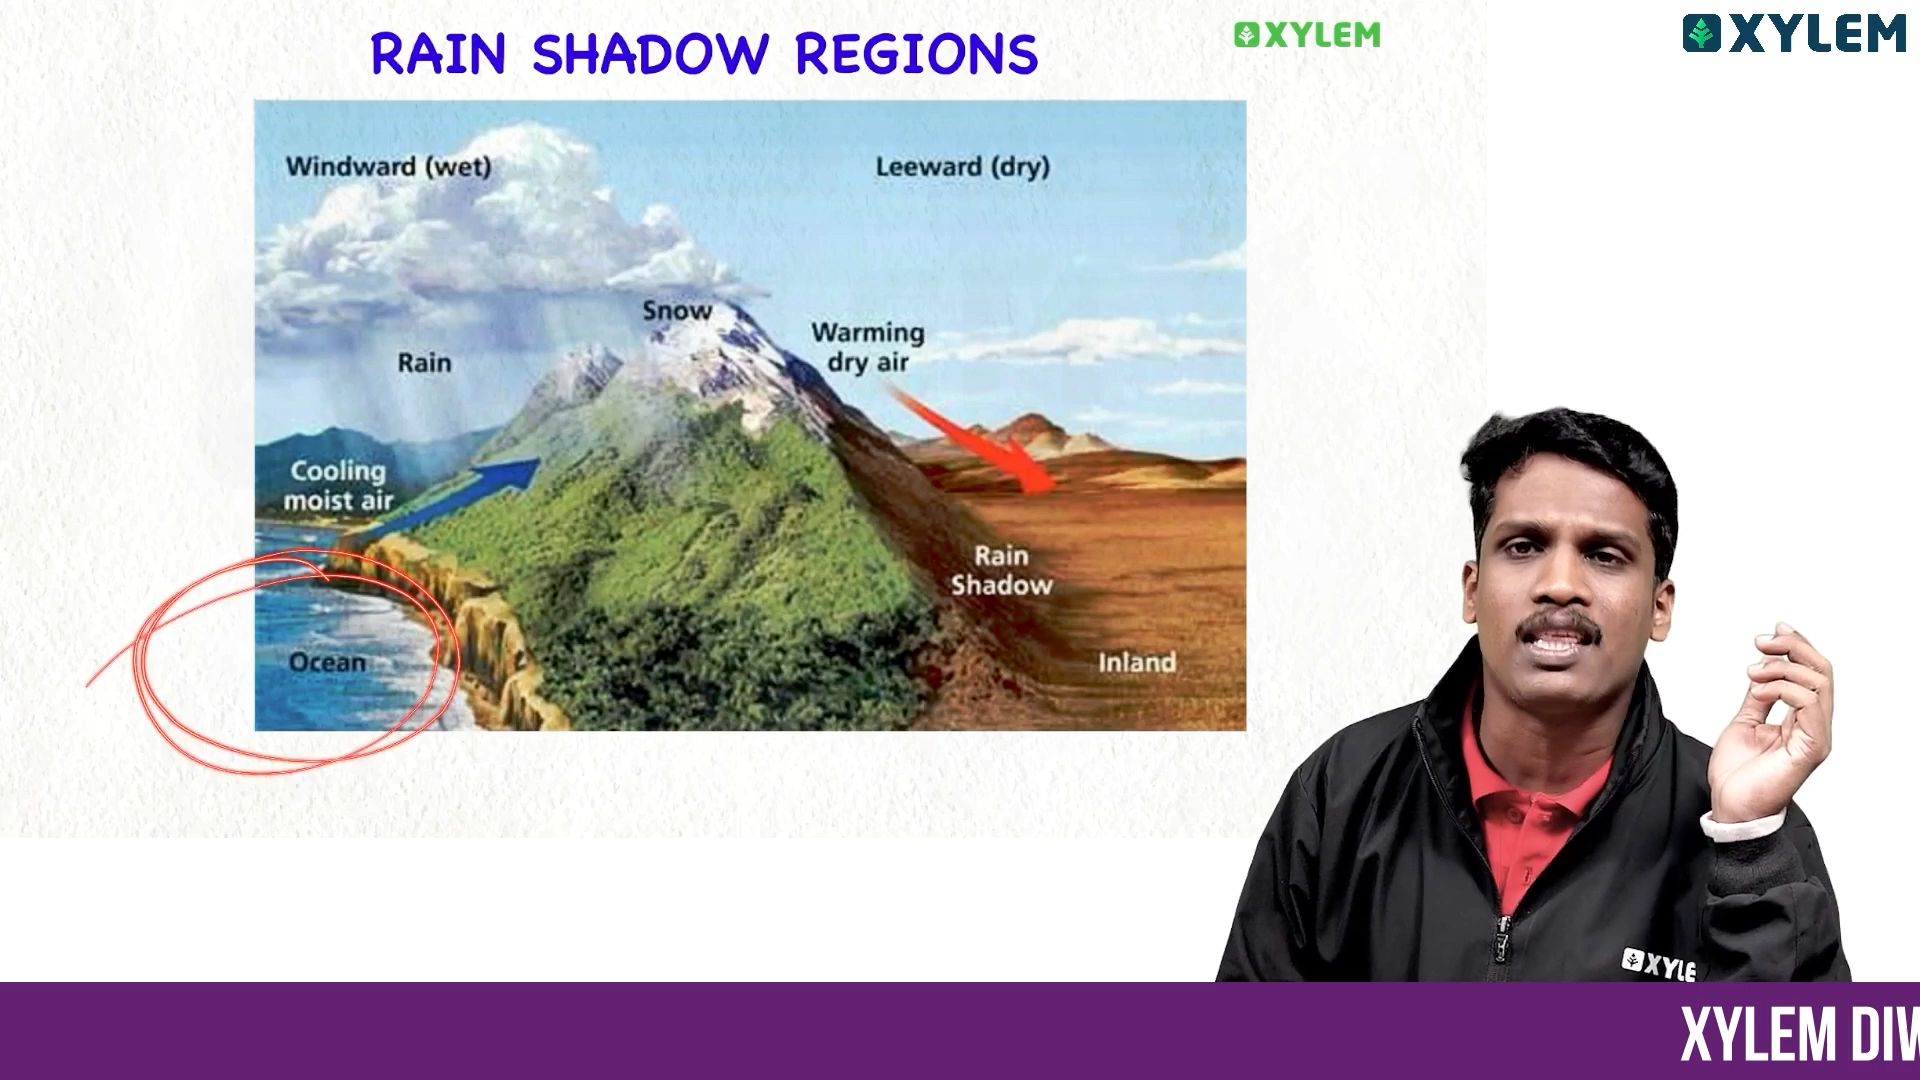 RAIN SHADOW REGIONS
XYLEM
XYLEM
Windward (wet)
Leeward (dry)
Snow
Warming
dry air
Rain
Cooling
moist air
Rain
Shadow
Ocean
Inland
XYLE
XYLEM DIW